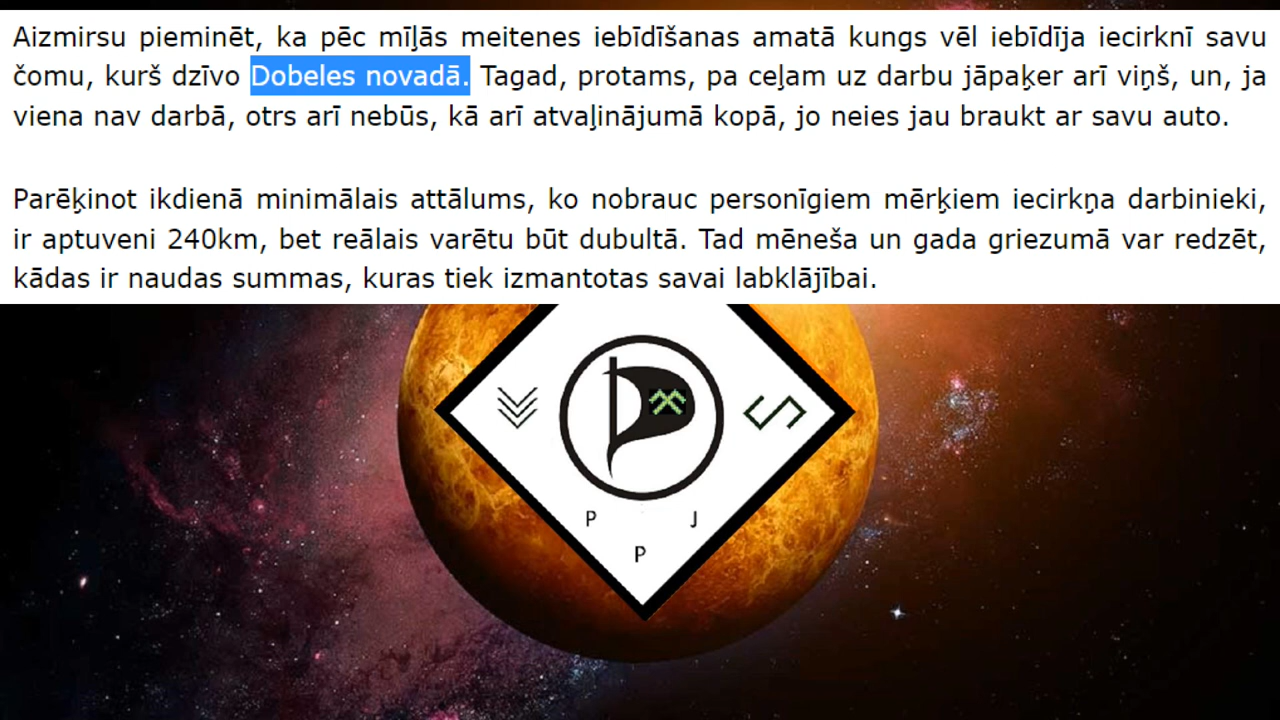 Aizmirsu pieminēt, ka pēc mīļās meitenes iebīdīšanas amatā kungs vēl iebīdīja iecirknī savu
čomu, kurš dzīvo Dobeles novadā. Tagad, protams, pa ceļam uz darbu jāpaķer arī viņš, un, ja
viena nav darbā, otrs arī nebūs, kā arī atvaļinājumā kopā, jo neies jau braukt ar savu auto.
Parēķinot ikdienā minimālais attālums, ko nobrauc personīgiem mērķiem iecirkņa darbinieki,
ir aptuveni 240km, bet reālais varētu būt dubultā. Tad mēneša un gada griezumā var redzēt,
kādas ir naudas summas, kuras tiek izmantotas savai labklājībai.
P J
P